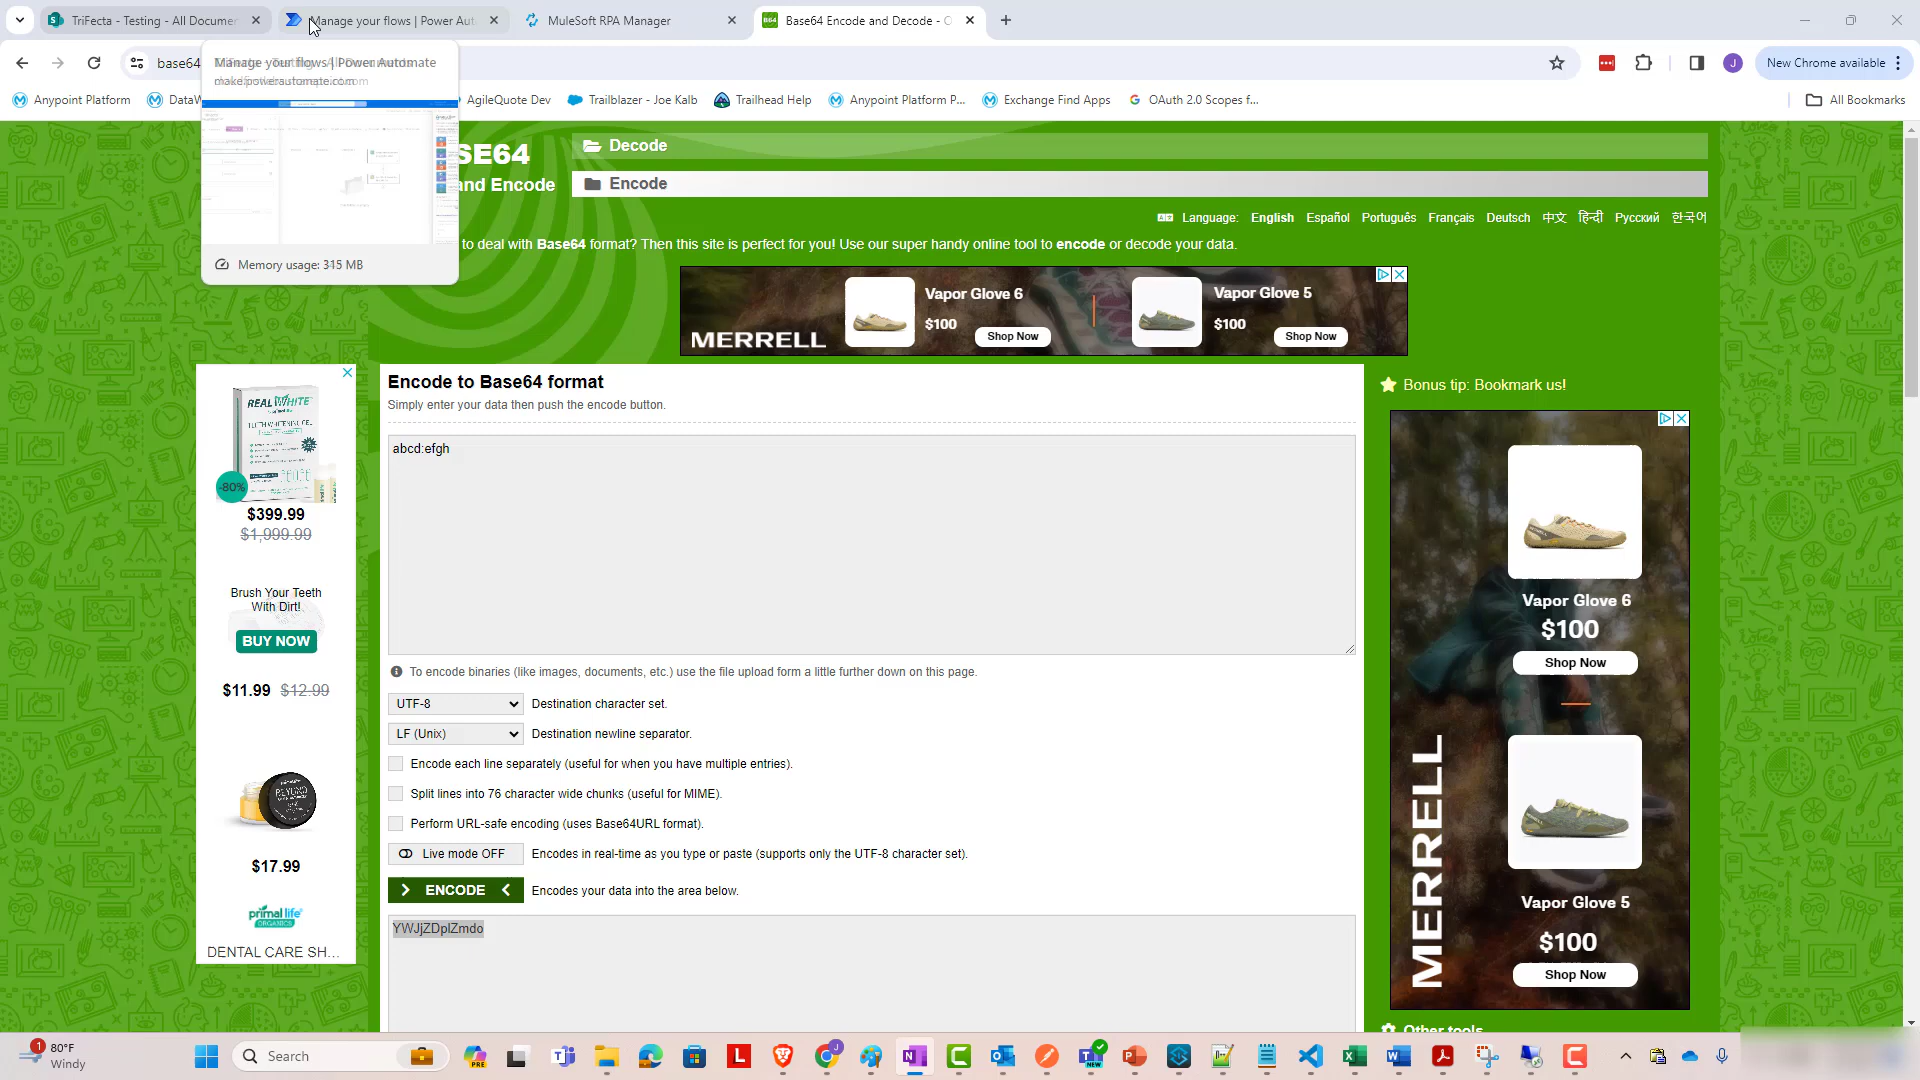 TriFecta - Testing - All Documen
Manage your flows | Power Aut
MuleSoft RPA Manager
Base64 Encode and Decode - O
base64
New Chrome available
Manage your flows | Power Automate
Anypoint Platform
DataW
AgileQuote Dev
Trailblazer - Joe Kalb
Trailhead Help
Anypoint Platform P...
Exchange Find Apps
OAuth 2.0 Scopes f...
All Bookmarks
Memory usage: 315 MB
SE64
and Encode
Decode
Encode
Language:
English
Español
Português
Français
Deutsch
中文
हिन्दी
Русский
한국어
to deal with Base64 format? Then this site is perfect for you! Use our super handy online tool to encode or decode your data.
MERRELL
Vapor Glove 6
$100
Shop Now
Vapor Glove 5
$100
Shop Now
REAL WHITE
TEETH WHITENING GEL
-80%
$399.99
$1,999.99
Brush Your Teeth
With Dirt!
BUY NOW
$11.99 $12.99
BEYOND
$17.99
primal life
ORGANICS
DENTAL CARE SH...
Encode to Base64 format
Simply enter your data then push the encode button.
abcd:efgh
To encode binaries (like images, documents, etc.) use the file upload form a little further down on this page.
UTF-8
Destination character set.
LF (Unix)
Destination newline separator.
Encode each line separately (useful for when you have multiple entries).
Split lines into 76 character wide chunks (useful for MIME).
Perform URL-safe encoding (uses Base64URL format).
Live mode OFF
Encodes in real-time as you type or paste (supports only the UTF-8 character set).
ENCODE
Encodes your data into the area below.
YWJjZDplZmdo
Bonus tip: Bookmark us!
Vapor Glove 6
$100
Shop Now
Vapor Glove 5
$100
Shop Now
MERRELL
Other tools
1
80°F
Windy
Search
PRE
NEW